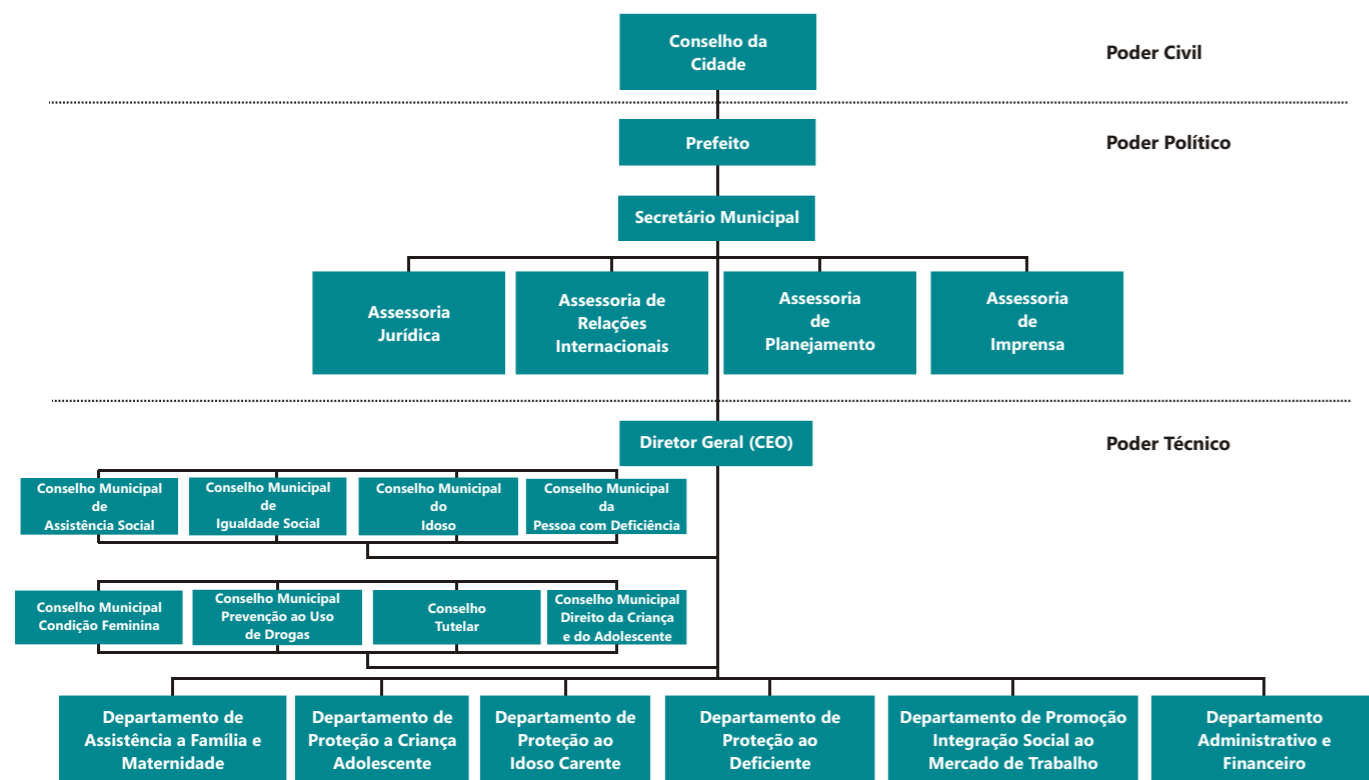 Conselho da
Cidade
Poder Civil
Prefeito
Poder Político
Secretário Municipal
Assessoria
Jurídica
Assessoria de
Relações
Internacionais
Assessoria
de
Planejamento
Assessoria
de
Imprensa
Diretor Geral (CEO)
Poder Técnico
Conselho Municipal
de
Assistência Social
Conselho Municipal
de
Igualdade Social
Conselho Municipal
do
Idoso
Conselho Municipal
da
Pessoa com Deficiência
Conselho Municipal
Condição Feminina
Conselho Municipal
Prevenção ao Uso
de Drogas
Conselho
Tutelar
Conselho Municipal
Direito da Criança
e do Adolescente
Departamento de
Assistência a Família e
Maternidade
Departamento de
Proteção a Criança
Adolescente
Departamento de
Proteção ao
Idoso Carente
Departamento de
Proteção ao
Deficiente
Departamento de Promoção
Integração Social ao
Mercado de Trabalho
Departamento
Administrativo e
Financeiro